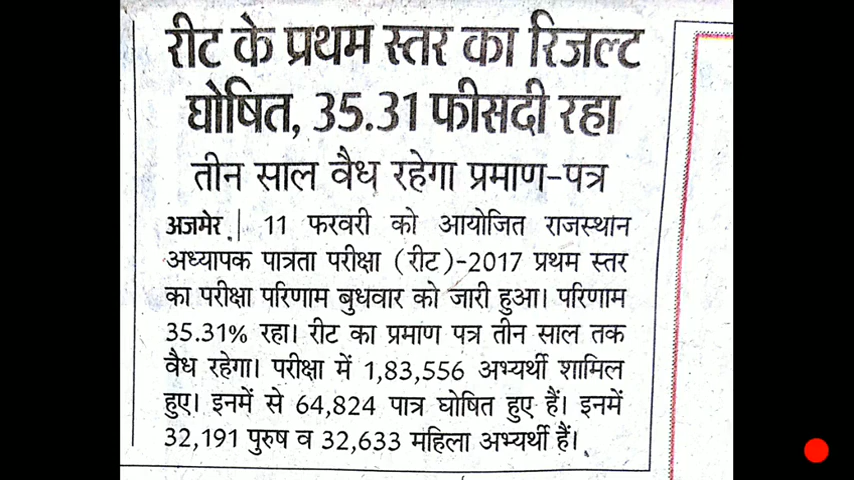 रीट के प्रथम स्तर का रिजल्ट
घोषित, 35.31 फीसदी रहा
तीन साल वैध रहेगा प्रमाण-पत्र
अजमेर | 11 फरवरी को आयोजित राजस्थान
अध्यापक पात्रता परीक्षा (रीट)-2017 प्रथम स्तर
का परीक्षा परिणाम बुधवार को जारी हुआ। परिणाम
35.31% रहा। रीट का प्रमाण पत्र तीन साल तक
वैध रहेगा। परीक्षा में 1,83,556 अभ्यर्थी शामिल
हुए। इनमें से 64,824 पात्र घोषित हुए हैं। इनमें
32,191 पुरुष व 32,633 महिला अभ्यर्थी हैं।